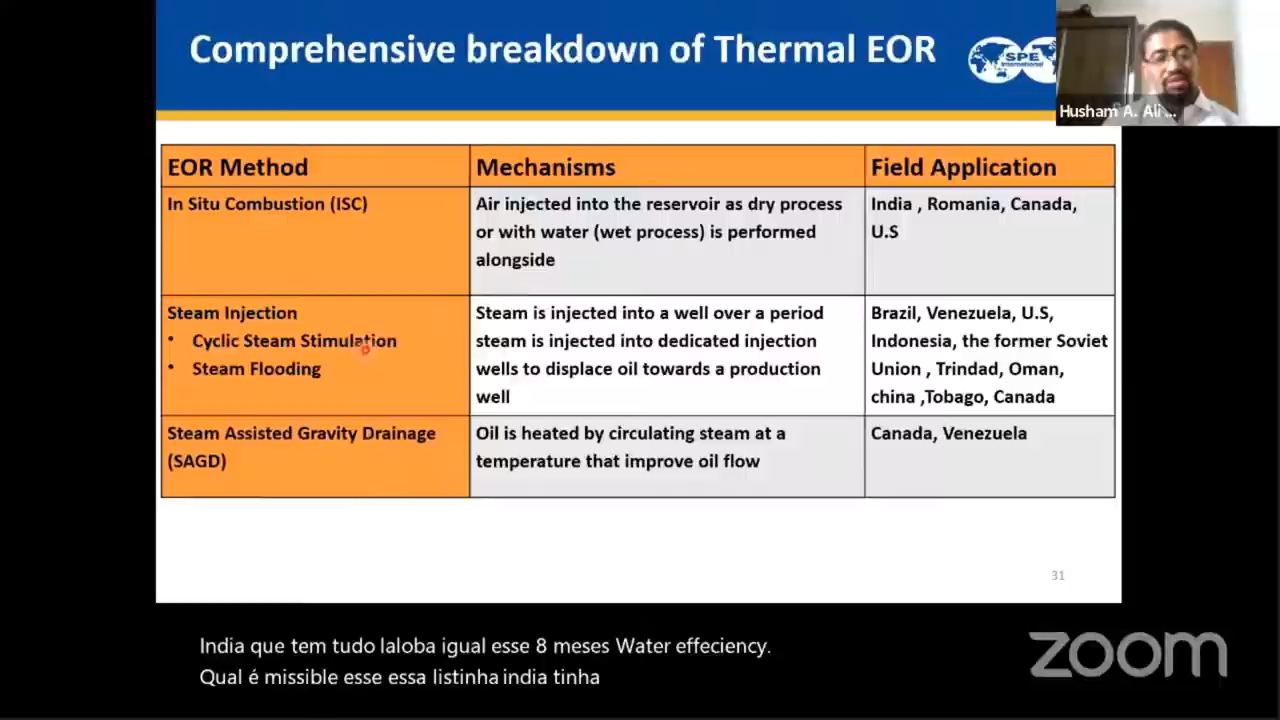 Comprehensive breakdown of Thermal EOR
SPE
International
Husham A. Ali ...
EOR Method
Mechanisms
Field Application
In Situ Combustion (ISC)
Air injected into the reservoir as dry process
or with water (wet process) is performed
alongside
India , Romania, Canada,
U.S
Steam Injection
• Cyclic Steam Stimulation
• Steam Flooding
Steam is injected into a well over a period
steam is injected into dedicated injection
wells to displace oil towards a production
well
Brazil, Venezuela, U.S,
Indonesia, the former Soviet
Union , Trindad, Oman,
china ,Tobago, Canada
Steam Assisted Gravity Drainage
(SAGD)
Oil is heated by circulating steam at a
temperature that improve oil flow
Canada, Venezuela
31
India que tem tudo laloba igual esse 8 meses Water effeciency.
Qual é missible esse essa listinha india tinha
zoom